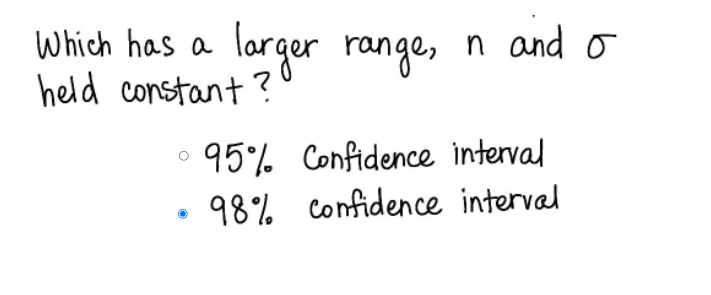 Which has a larger range, n and σ
held constant?
95% Confidence interval
98% confidence interval